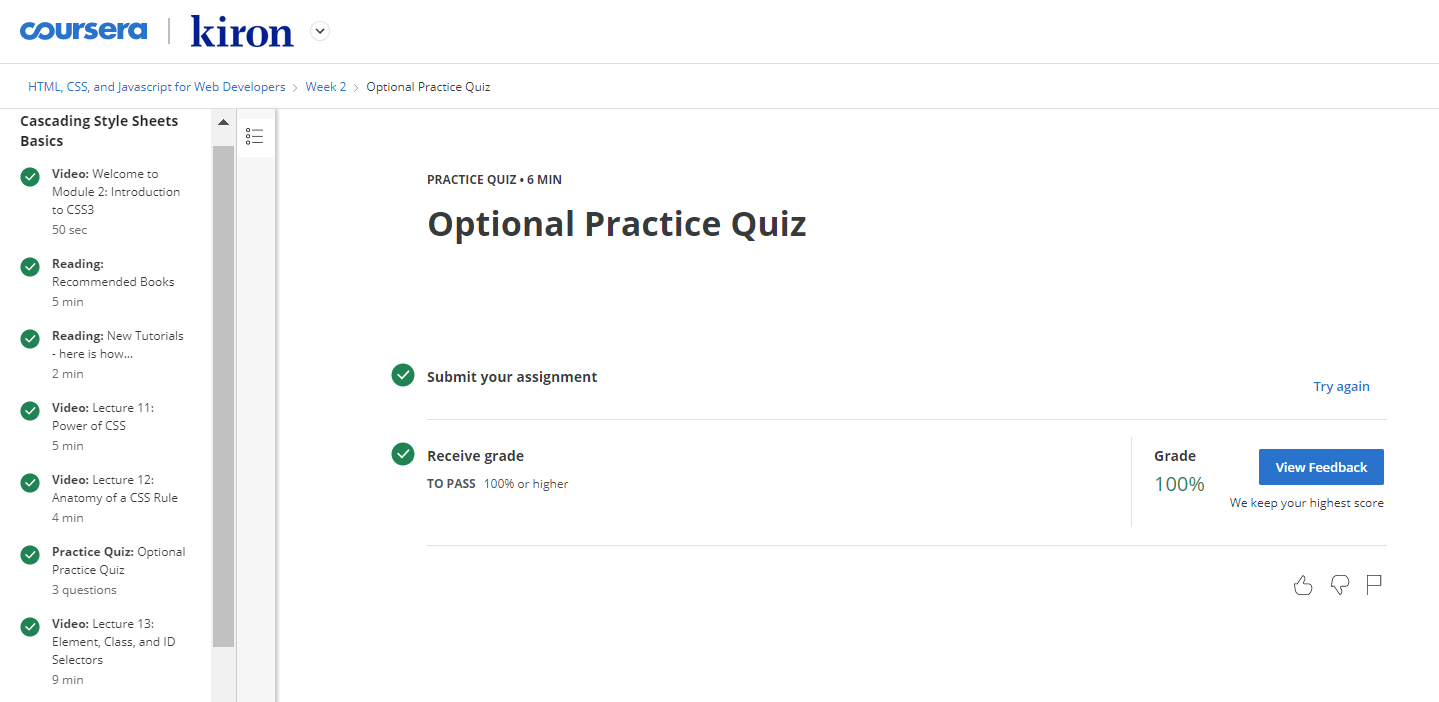 coursera
kiron
HTML, CSS, and Javascript for Web Developers
Week 2
Optional Practice Quiz
Cascading Style Sheets
Basics
Video: Welcome to
Module 2: Introduction
to CSS3
50 sec
Reading:
Recommended Books
5 min
Reading: New Tutorials
- here is how...
2 min
Video: Lecture 11:
Power of CSS
5 min
Video: Lecture 12:
Anatomy of a CSS Rule
4 min
Practice Quiz: Optional
Practice Quiz
3 questions
Video: Lecture 13:
Element, Class, and ID
Selectors
9 min
PRACTICE QUIZ • 6 MIN
Optional Practice Quiz
Submit your assignment
Try again
Receive grade
TO PASS 100% or higher
Grade
100%
View Feedback
We keep your highest score